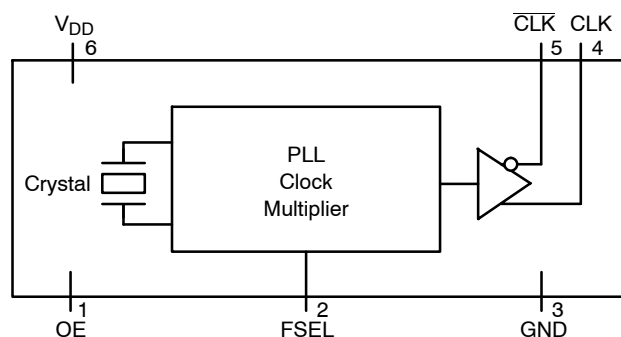 VDD CLK CLK
6 5 4
PLL
Clock
Multiplier
Crystal
1 2 3
OE FSEL GND